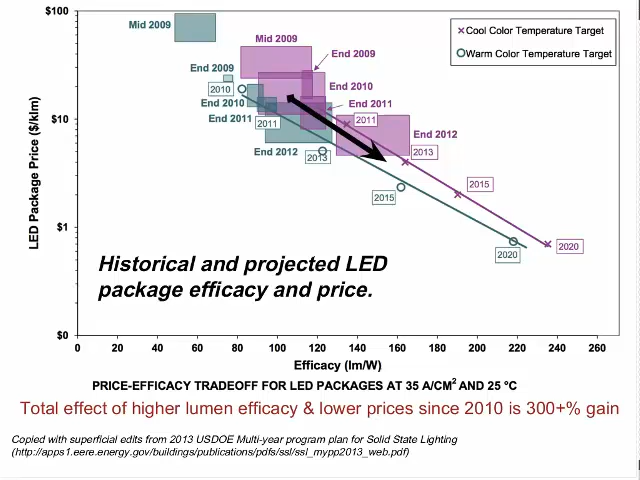 $100
Mid 2009
Cool Color Temperature Target
Mid 2009
End 2009
Warm Color Temperature Target
End 2009
2010
End 2010
End 2010
End 2011
$10
End 2011
2011
2011
End 2012
End 2012
2013
2013
2015
2015
LED Package Price ($/klm)
$1
2020
2020
Historical and projected LED
package efficacy and price.
$0
0 20 40 60 80 100 120 140 160 180 200 220 240 260
Efficacy (lm/W)
PRICE-EFFICACY TRADEOFF FOR LED PACKAGES AT 35 A/CM2 AND 25 °C
Total effect of higher lumen efficacy & lower prices since 2010 is 300+% gain
Copied with superficial edits from 2013 USDOE Multi-year program plan for Solid State Lighting
(http://apps1.eere.energy.gov/buildings/publications/pdfs/ssl/ssl_mypp2013_web.pdf)